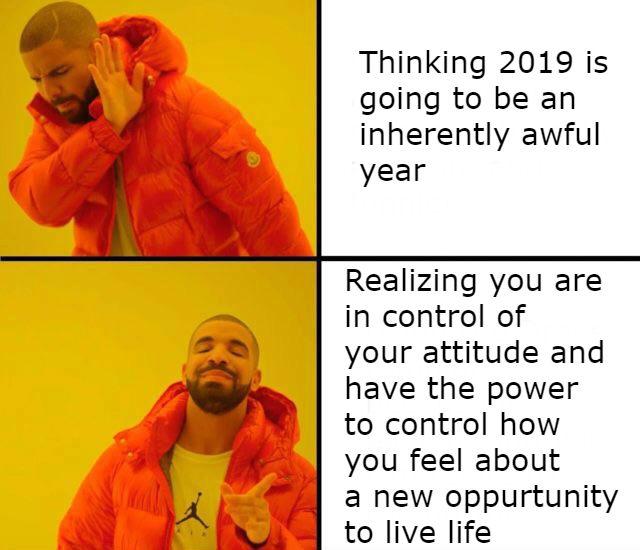 Thinking 2019 is
going to be an
inherently awful
year
Realizing you are
in control of
your attitude and
have the power
to control how
you feel about
a new oppurtunity
to live life